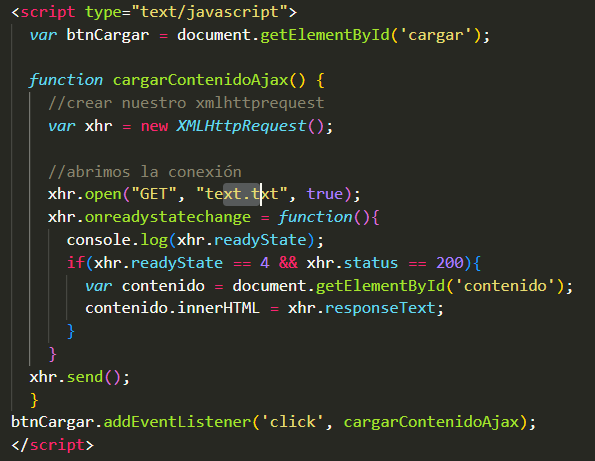 <script type="text/javascript">
var btnCargar = document.getElementById('cargar');
function cargarContenidoAjax() {
//crear nuestro xmlhttprequest
var xhr = new XMLHttpRequest();
//abrimos la conexión
xhr.open("GET", "text.txt", true);
xhr.onreadystatechange = function(){
console.log(xhr.readyState);
if(xhr.readyState == 4 && xhr.status == 200){
var contenido = document.getElementById('contenido');
contenido.innerHTML = xhr.responseText;
}
}
xhr.send();
}
btnCargar.addEventListener('click', cargarContenidoAjax);
</script>